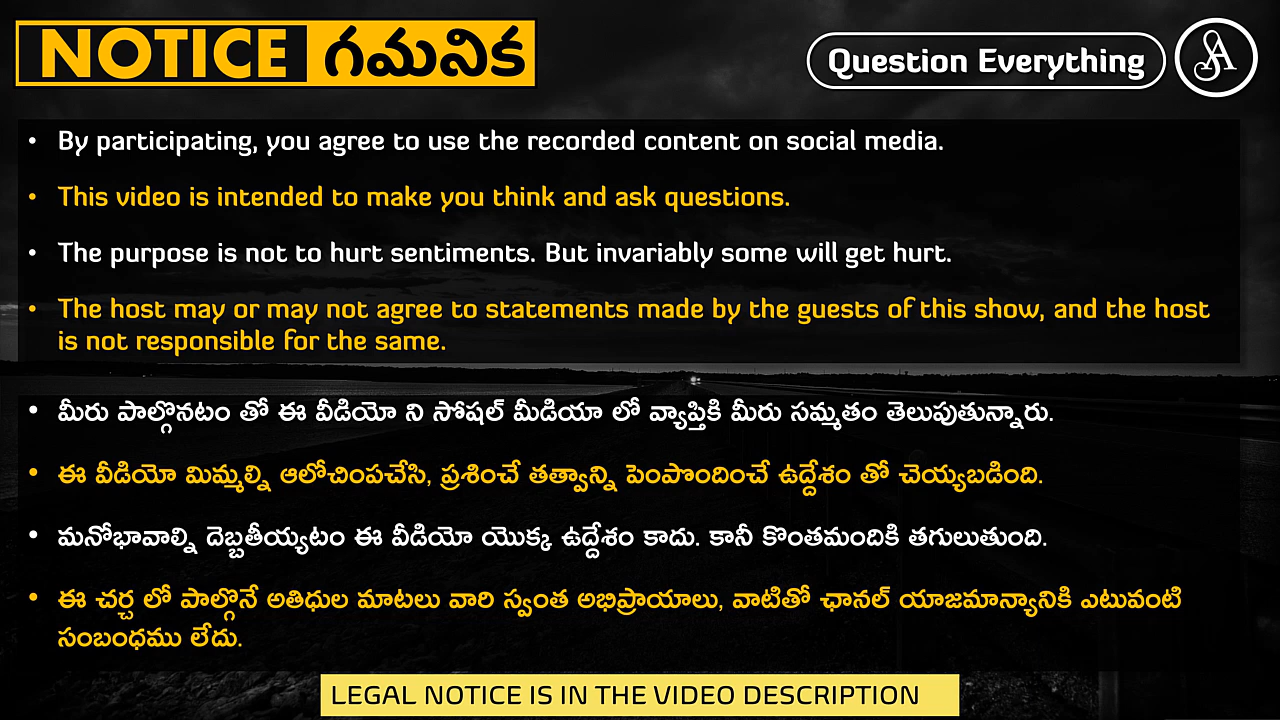 NOTICE గమనిక
Question Everything
• By participating, you agree to use the recorded content on social media.
• This video is intended to make you think and ask questions.
• The purpose is not to hurt sentiments. But invariably some will get hurt.
• The host may or may not agree to statements made by the guests of this show, and the host
is not responsible for the same.
• మీరు పాల్గొనటం తో ఈ వీడియో ని సోషల్ మీడియా లో వ్యాప్తికి మీరు సమ్మతం తెలుపుతున్నారు.
• ఈ వీడియో మిమ్మల్ని ఆలోచింపచేసి, ప్రశించే తత్వాన్ని పెంపొందించే ఉద్దేశం తో చెయ్యబడింది.
• మనోభావాల్ని దెబ్బతీయ్యటం ఈ వీడియో యొక్క ఉద్దేశం కాదు. కానీ కొంతమందికి తగులుతుంది.
• ఈ చర్చ లో పాల్గొనే అతిధుల మాటలు వారి స్వంత అభిప్రాయాలు, వాటితో ఛానల్ యాజమాన్యానికి ఎటువంటి
సంబంధము లేదు.
LEGAL NOTICE IS IN THE VIDEO DESCRIPTION